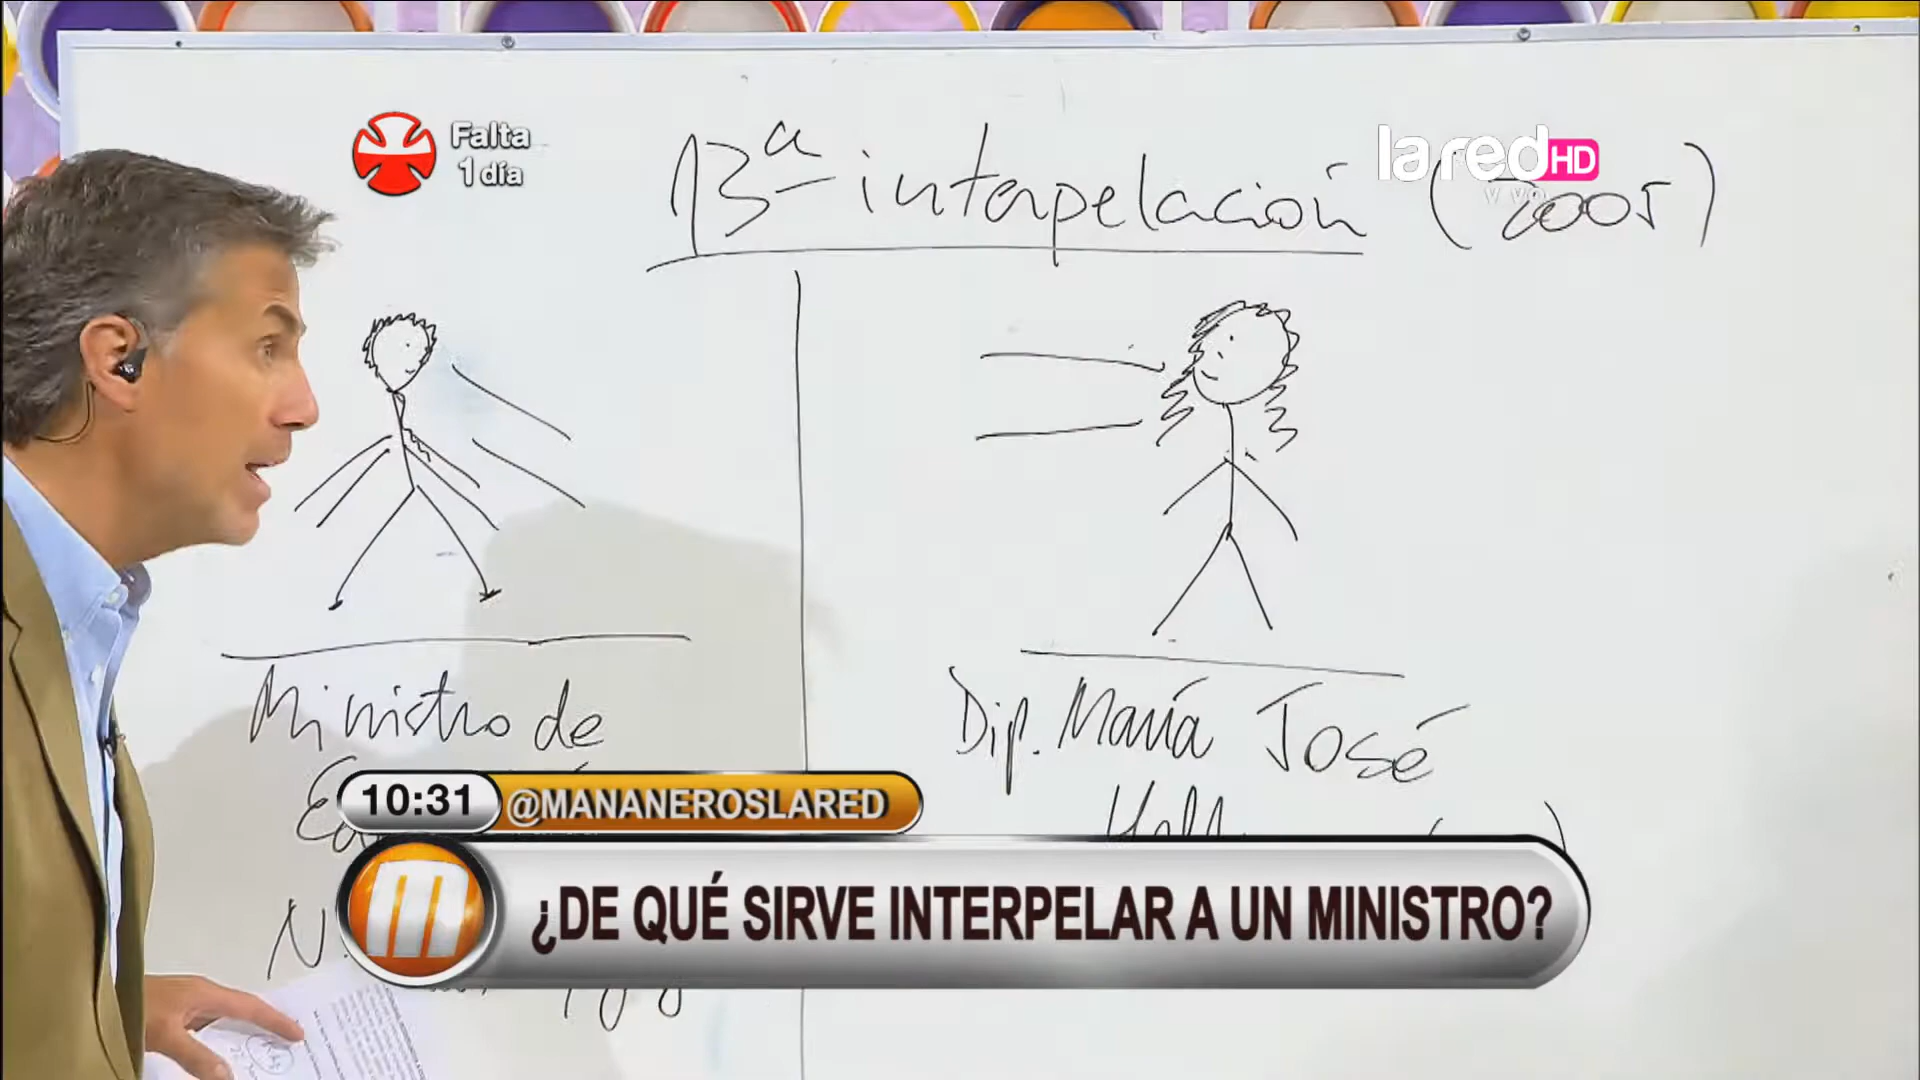 Falta
1 día
13ª interpelación (2005)
la red HD
VIVO
Ministro de
Dip. María José
10:31 @MANANEROSLARED
m
¿DE QUÉ SIRVE INTERPELAR A UN MINISTRO?